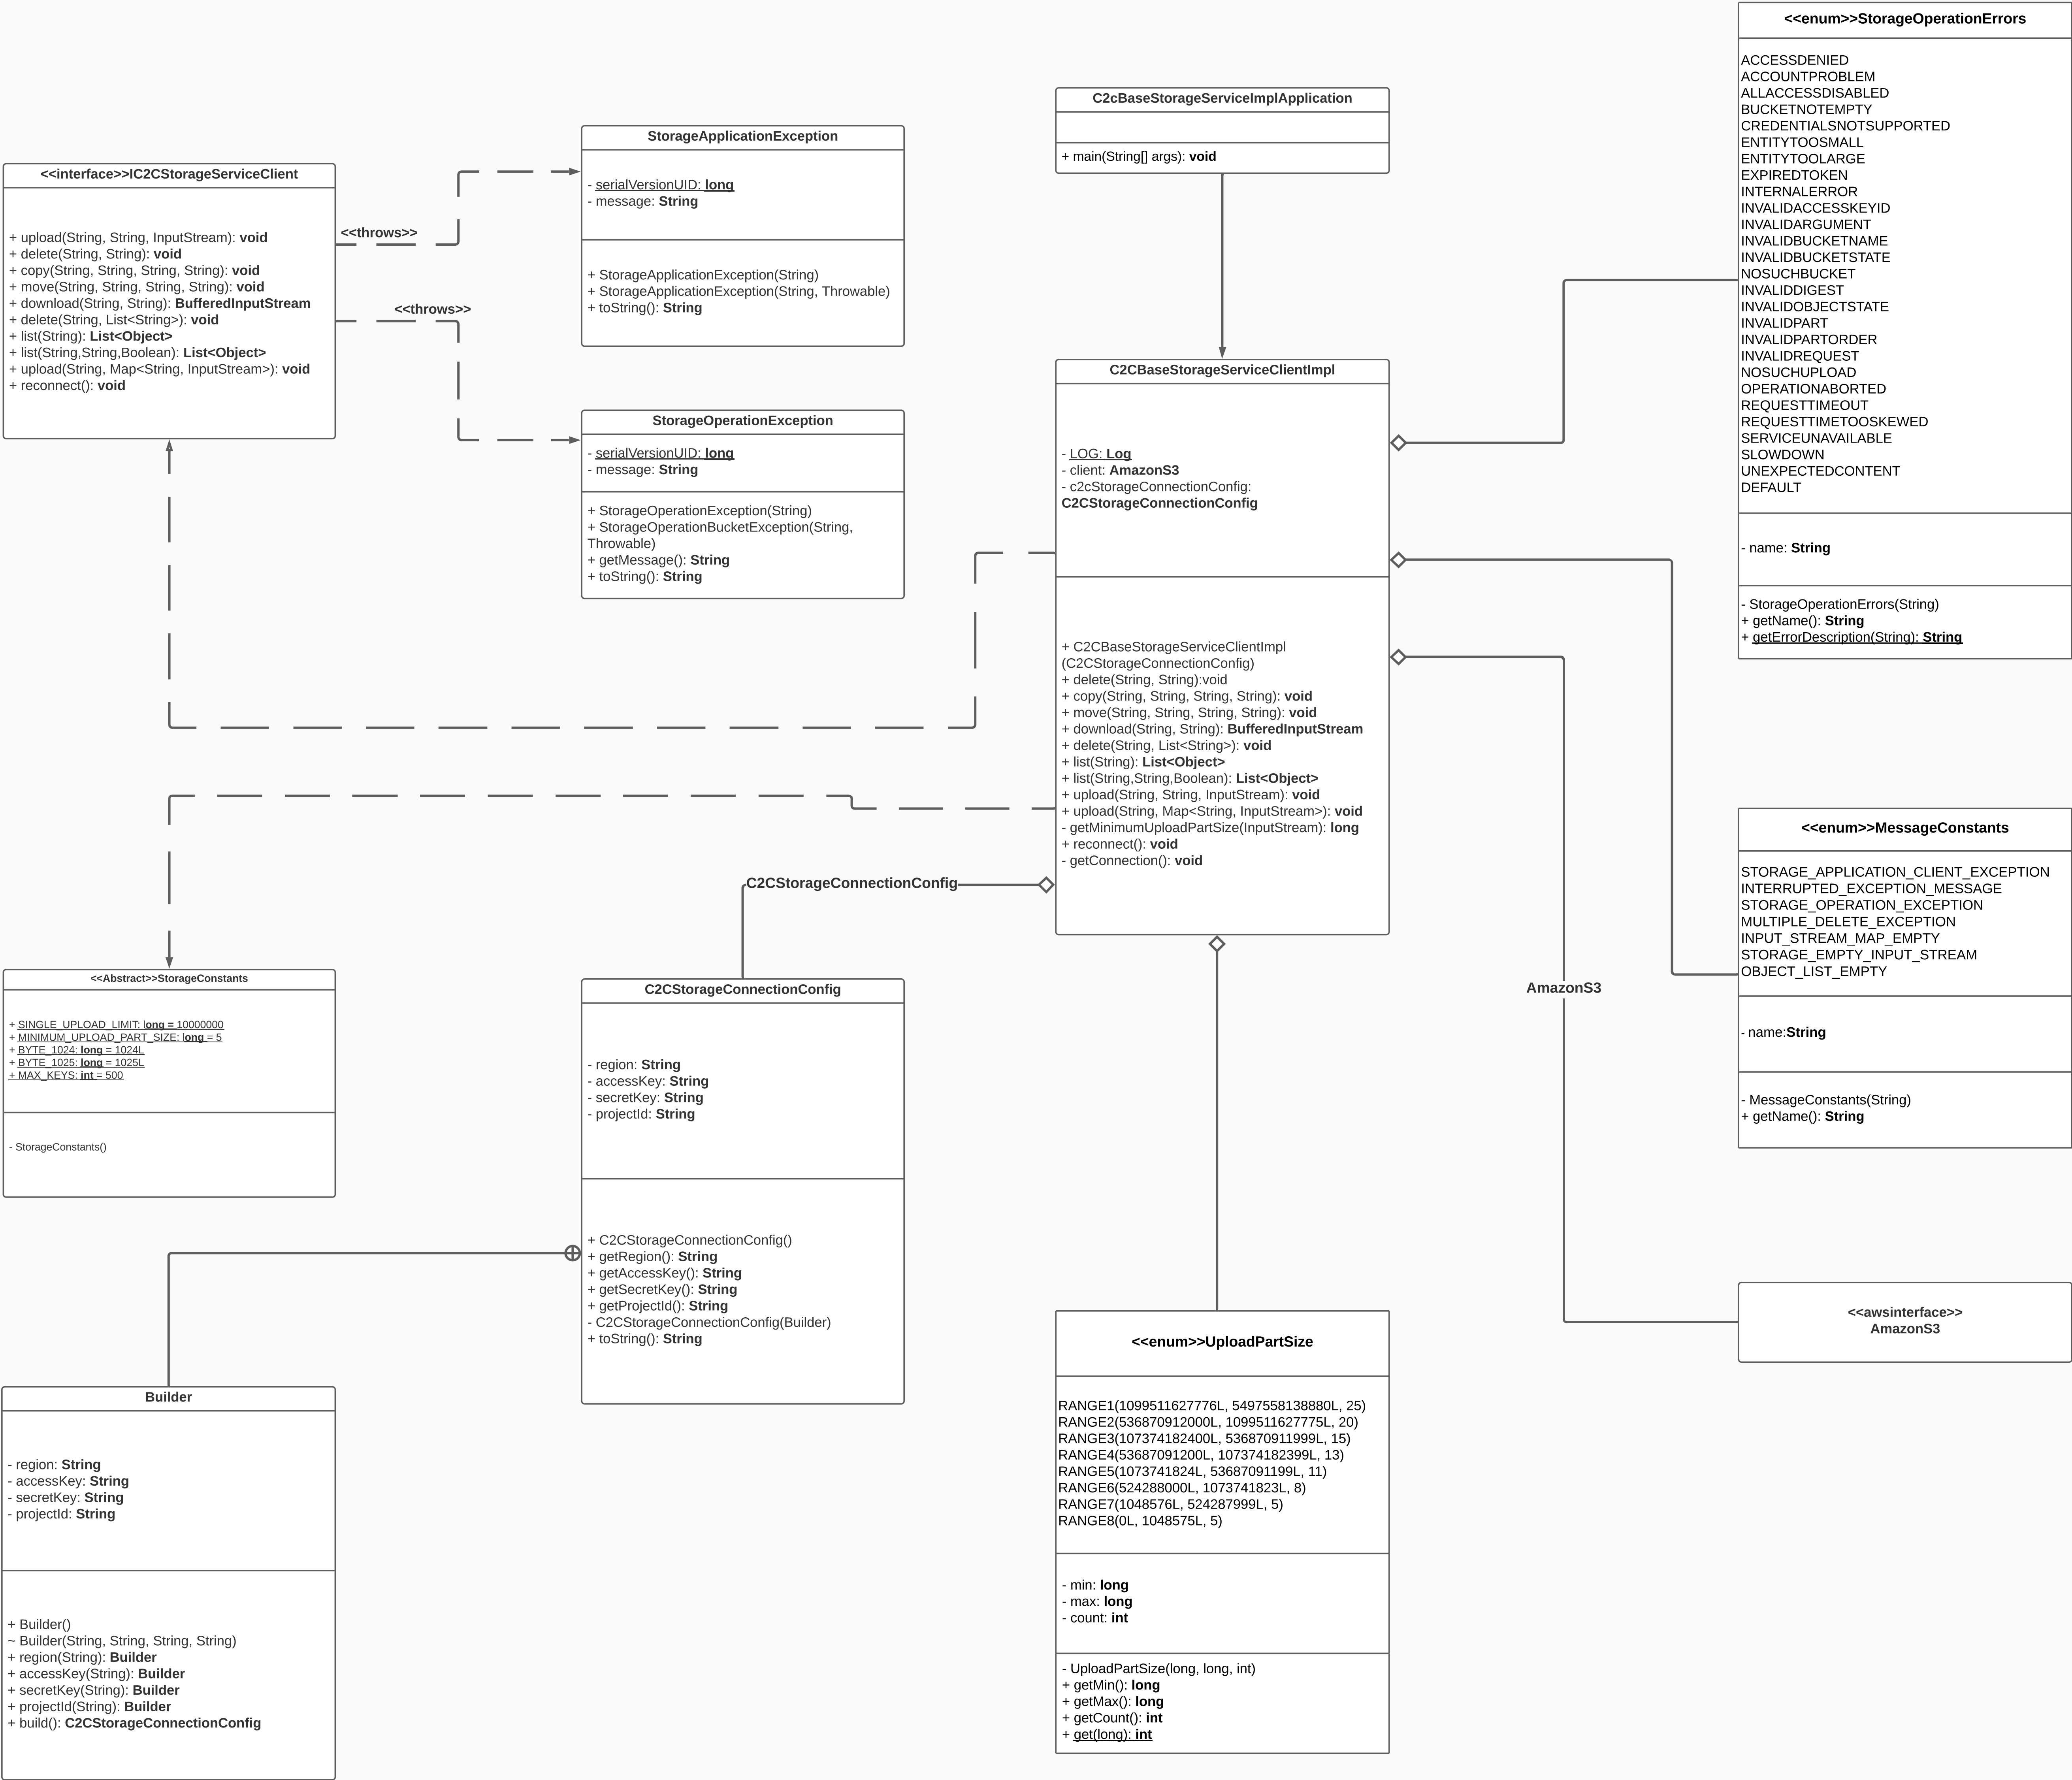 <<enum>>StorageOperationErrors
ACCESSDENIED
ACCOUNTPROBLEM
ALLACCESSDISABLED
BUCKETNOTEMPTY
CREDENTIALSNOTSUPPORTED
ENTITYTOOSMALL
ENTITYTOOLARGE
EXPIREDTOKEN
INTERNALERROR
INVALIDACCESSKEYID
INVALIDARGUMENT
INVALIDBUCKETNAME
INVALIDBUCKETSTATE
NOSUCHBUCKET
INVALIDDIGEST
INVALIDOBJECTSTATE
INVALIDPART
INVALIDPARTORDER
INVALIDREQUEST
NOSUCHUPLOAD
OPERATIONABORTED
REQUESTTIMEOUT
REQUESTTIMETOOSKEWED
SERVICEUNAVAILABLE
SLOWDOWN
UNEXPECTEDCONTENT
DEFAULT
- name: String
- StorageOperationErrors(String)
+ getName(): String
+ getErrorDescription(String): String
C2cBaseStorageServiceImplApplication
+ main(String[] args): void
StorageApplicationException
- serialVersionUID: long
- message: String
+ StorageApplicationException(String)
+ StorageApplicationException(String, Throwable)
+ toString(): String
<<interface>>IC2CStorageServiceClient
+ upload(String, String, InputStream): void
+ delete(String, String): void
+ copy(String, String, String, String): void
+ move(String, String, String, String): void
+ download(String, String): BufferedInputStream
+ delete(String, List<String>): void
+ list(String): List<Object>
+ list(String,String,Boolean): List<Object>
+ upload(String, Map<String, InputStream>): void
+ reconnect(): void
<<throws>>
<<throws>>
StorageOperationException
- serialVersionUID: long
- message: String
+ StorageOperationException(String)
+ StorageOperationBucketException(String,
Throwable)
+ getMessage(): String
+ toString(): String
C2CBaseStorageServiceClientImpl
- LOG: Log
- client: AmazonS3
- c2cStorageConnectionConfig:
C2CStorageConnectionConfig
+ C2CBaseStorageServiceClientImpl
(C2CStorageConnectionConfig)
+ delete(String, String):void
+ copy(String, String, String, String): void
+ move(String, String, String, String): void
+ download(String, String): BufferedInputStream
+ delete(String, List<String>): void
+ list(String): List<Object>
+ list(String,String,Boolean): List<Object>
+ upload(String, String, InputStream): void
+ upload(String, Map<String, InputStream>): void
- getMinimumUploadPartSize(InputStream): long
+ reconnect(): void
- getConnection(): void
C2CStorageConnectionConfig
<<enum>>MessageConstants
STORAGE_APPLICATION_CLIENT_EXCEPTION
INTERRUPTED_EXCEPTION_MESSAGE
STORAGE_OPERATION_EXCEPTION
MULTIPLE_DELETE_EXCEPTION
INPUT_STREAM_MAP_EMPTY
STORAGE_EMPTY_INPUT_STREAM
OBJECT_LIST_EMPTY
- name:String
- MessageConstants(String)
+ getName(): String
AmazonS3
<<Abstract>>StorageConstants
+ SINGLE_UPLOAD_LIMIT: long = 10000000
+ MINIMUM_UPLOAD_PART_SIZE: long = 5
+ BYTE_1024: long = 1024L
+ BYTE_1025: long = 1025L
+ MAX_KEYS: int = 500
- StorageConstants()
C2CStorageConnectionConfig
- region: String
- accessKey: String
- secretKey: String
- projectId: String
+ C2CStorageConnectionConfig()
+ getRegion(): String
+ getAccessKey(): String
+ getSecretKey(): String
+ getProjectId(): String
- C2CStorageConnectionConfig(Builder)
+ toString(): String
<<awsinterface>>
AmazonS3
<<enum>>UploadPartSize
RANGE1(1099511627776L, 5497558138880L, 25)
RANGE2(536870912000L, 1099511627775L, 20)
RANGE3(107374182400L, 536870911999L, 15)
RANGE4(53687091200L, 107374182399L, 13)
RANGE5(1073741824L, 53687091199L, 11)
RANGE6(524288000L, 1073741823L, 8)
RANGE7(1048576L, 524287999L, 5)
RANGE8(0L, 1048575L, 5)
- min: long
- max: long
- count: int
- UploadPartSize(long, long, int)
+ getMin(): long
+ getMax(): long
+ getCount(): int
+ get(long): int
Builder
- region: String
- accessKey: String
- secretKey: String
- projectId: String
+ Builder()
~ Builder(String, String, String, String)
+ region(String): Builder
+ accessKey(String): Builder
+ secretKey(String): Builder
+ projectId(String): Builder
+ build(): C2CStorageConnectionConfig